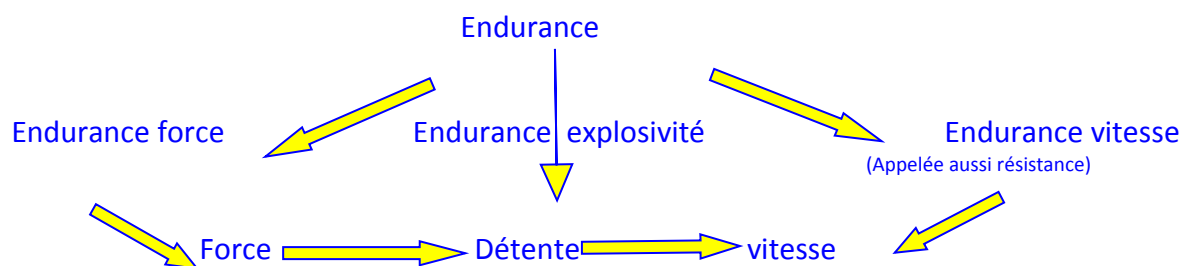 Endurance
Endurance force Endurance explosivité Endurance vitesse
(Appelée aussi résistance)
Force Détente vitesse